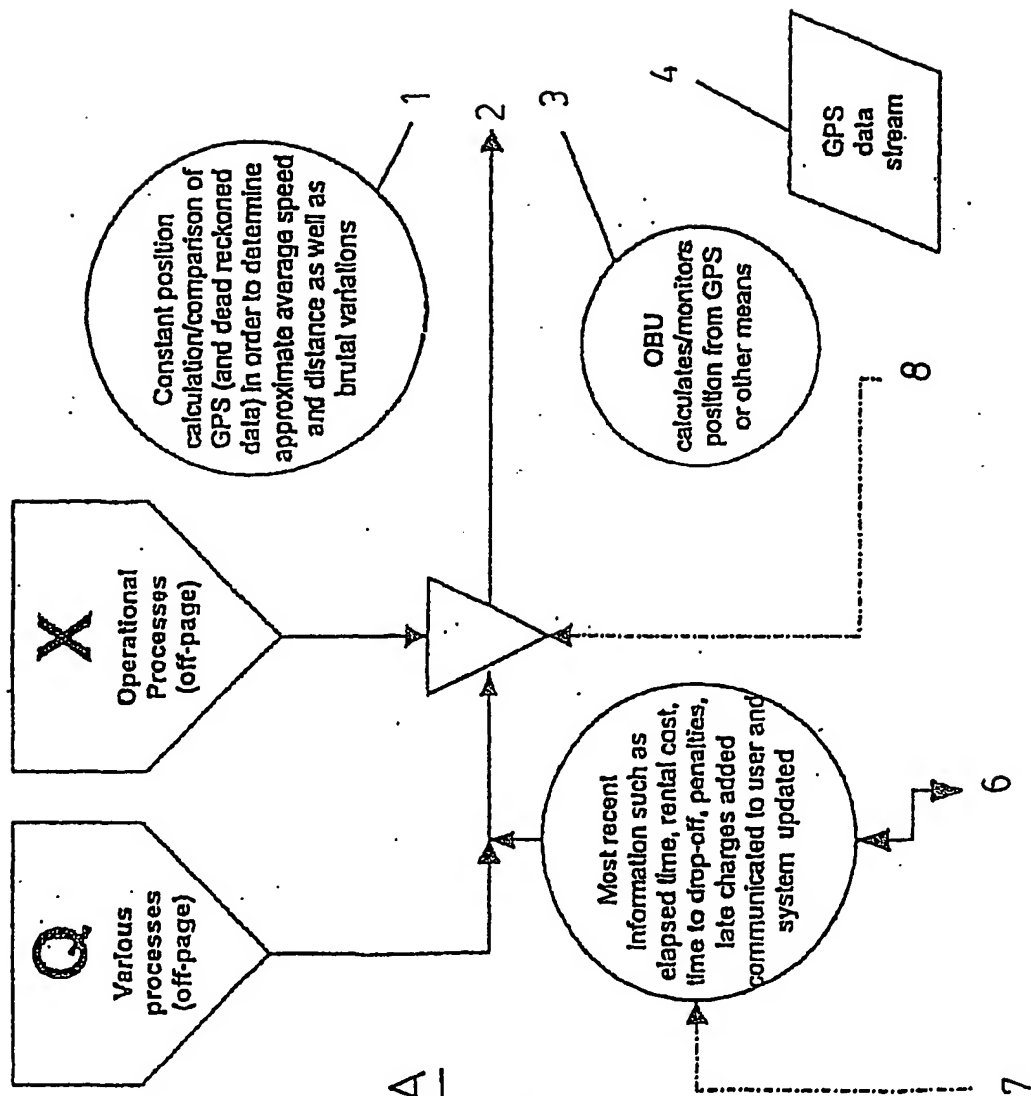 Q
Various
processes
(off-page)
X
Operational
Processes
(off-page)
Constant position
calculation/comparison of
GPS (and dead reckoned
data) in order to determine
approximate average speed
and distance as well as
brutal variations
1
2
A
Most recent
information such as
elapsed time, rental cost,
time to drop-off, penalties,
late charges added
communicated to user and
system updated
OBU
calculates/monitors
position from GPS
or other means
3
GPS
data
stream
4
6
7
8